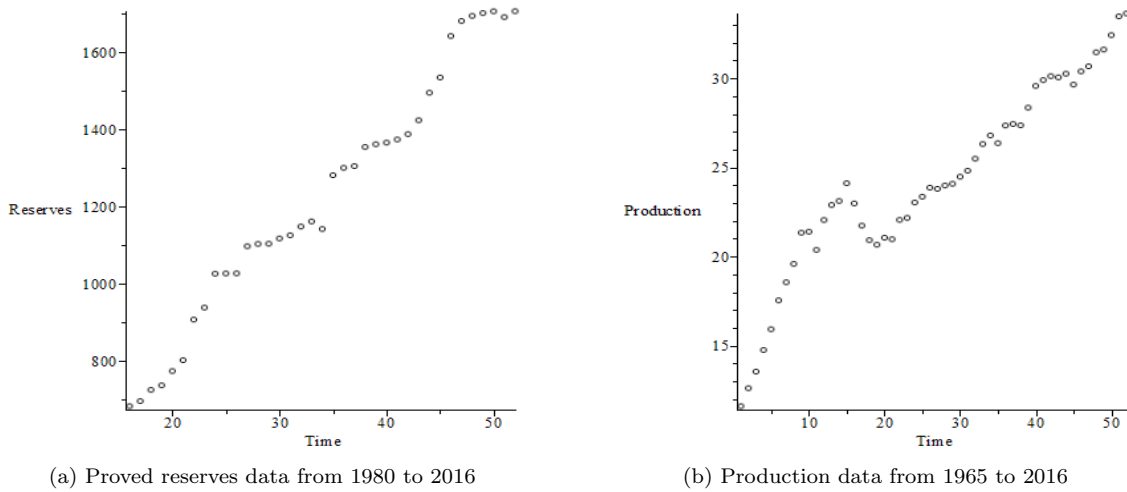 1600
1400
Reserves
1200
1000
800
20 30 40 50
Time
(a) Proved reserves data from 1980 to 2016
30
25
Production
20
15
10 20 30 40 50
Time
(b) Production data from 1965 to 2016